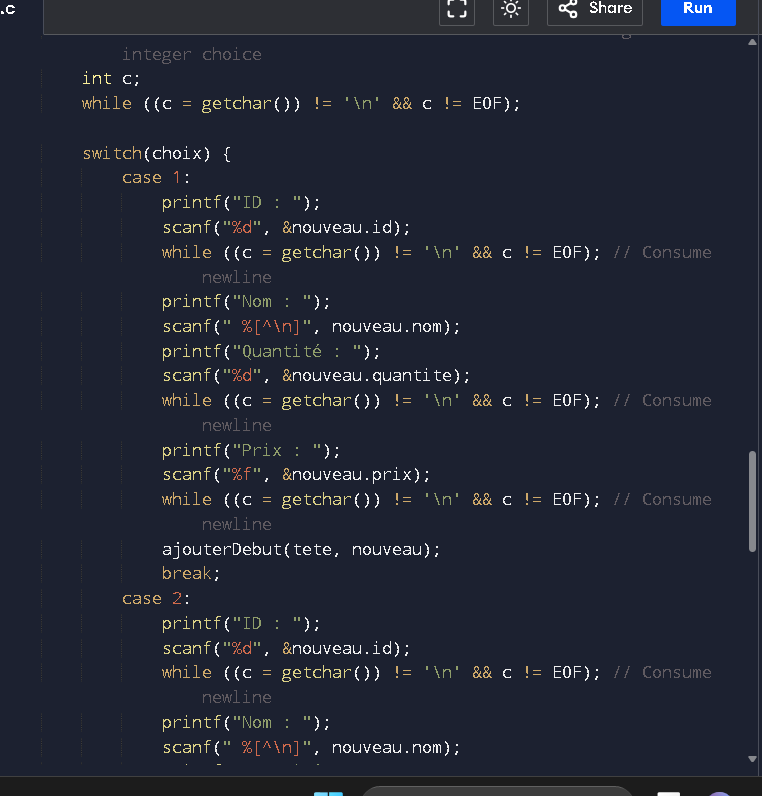 .c
Share
Run
integer choice
int c;
while ((c = getchar()) != '\n' && c != EOF);
switch(choix) {
case 1:
printf("ID : ");
scanf("%d", &nouveau.id);
while ((c = getchar()) != '\n' && c != EOF); // Consume
newline
printf("Nom : ");
scanf(" %[^\n]", nouveau.nom);
printf("Quantité : ");
scanf("%d", &nouveau.quantite);
while ((c = getchar()) != '\n' && c != EOF); // Consume
newline
printf("Prix : ");
scanf("%f", &nouveau.prix);
while ((c = getchar()) != '\n' && c != EOF); // Consume
newline
ajouterDebut(tete, nouveau);
break;
case 2:
printf("ID : ");
scanf("%d", &nouveau.id);
while ((c = getchar()) != '\n' && c != EOF); // Consume
newline
printf("Nom : ");
scanf(" %[^\n]", nouveau.nom);